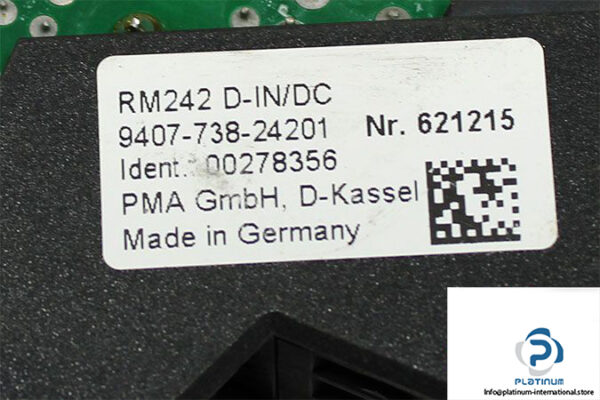 RM242 D-IN/DC
9407-738-24201 Nr. 621215
Ident.: 00278356
PMA GmbH, D-Kassel
Made in Germany
PLATINUM
Info@platinum-international.store